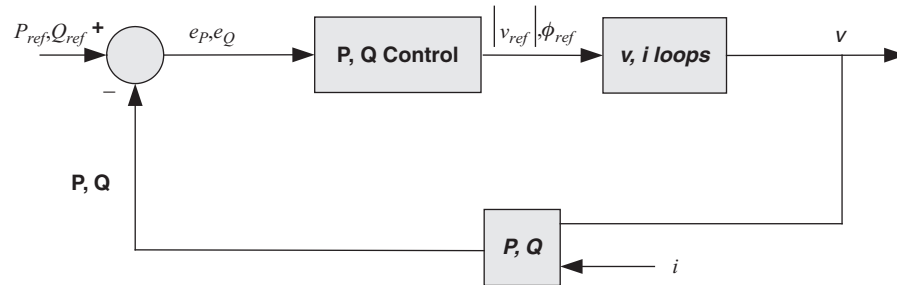 P_ref, Q_ref +
−
e_P, e_Q
P, Q Control
|v_ref|, ϕ_ref
v, i loops
v
P, Q
P, Q
i